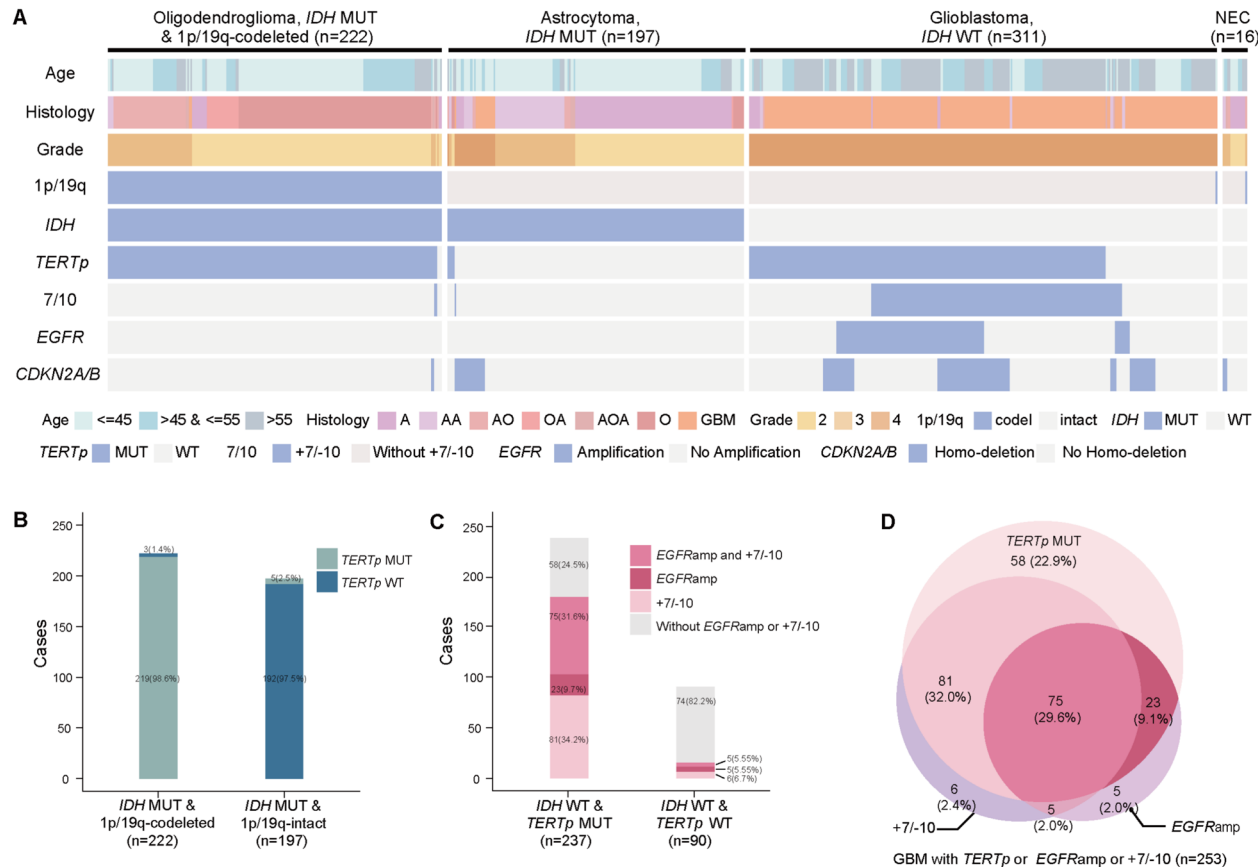 A
Oligodendroglioma, IDH MUT
& 1p/19q-codeleted (n=222)
Astrocytoma,
IDH MUT (n=197)
Glioblastoma,
IDH WT (n=311)
NEC
(n=16)
Age
Histology
Grade
1p/19q
IDH
TERTp
7/10
EGFR
CDKN2A/B
Age <=45 >45 & <=55 >55 Histology A AA AO OA AOA O GBM Grade 2 3 4 1p/19q codel intact IDH MUT WT
TERTp MUT WT 7/10 +7/-10 Without +7/-10 EGFR Amplification No Amplification CDKN2A/B Homo-deletion No Homo-deletion
B
Cases
250
200
150
100
50
0
3(1.4%)
219(98.6%)
5(2.5%)
192(97.5%)
TERTp MUT
TERTp WT
IDH MUT &
1p/19q-codeleted
(n=222)
IDH MUT &
1p/19q-intact
(n=197)
C
Cases
250
200
150
100
50
0
58(24.5%)
75(31.6%)
23(9.7%)
81(34.2%)
74(82.2%)
5(5.55%)
5(5.55%)
6(6.7%)
EGFRamp and +7/-10
EGFRamp
+7/-10
Without EGFRamp or +7/-10
IDH WT &
TERTp MUT
(n=237)
IDH WT &
TERTp WT
(n=90)
D
TERTp MUT
58 (22.9%)
81
(32.0%)
75
(29.6%)
23
(9.1%)
6
(2.4%)
5
(2.0%)
5
(2.0%)
+7/-10
EGFRamp
GBM with TERTp or EGFRamp or +7/-10 (n=253)